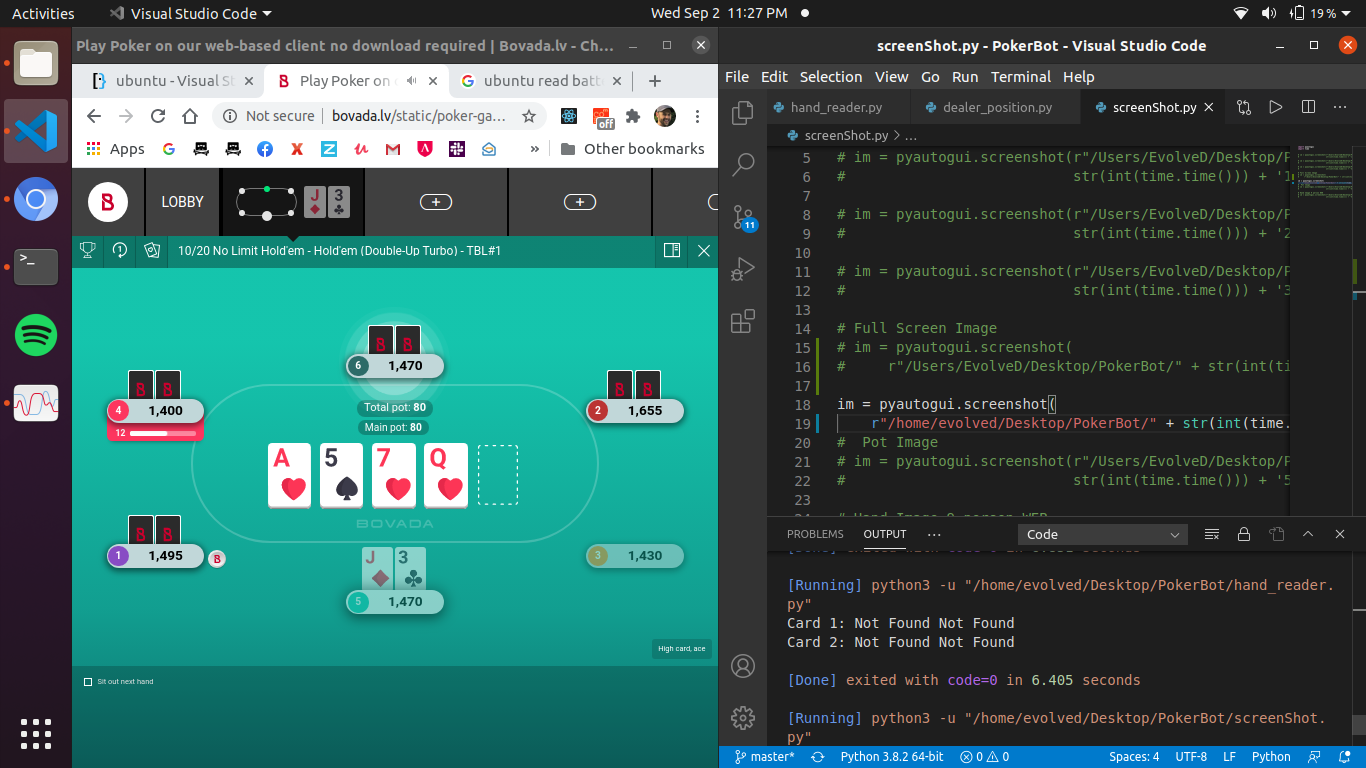 Activities
Visual Studio Code
Wed Sep 2 11:27 PM
19 %
Play Poker on our web-based client no download required | Bovada.lv - Ch…
ubuntu - Visual St
Play Poker on
ubuntu read batt
Not secure
bovada.lv/static/poker-ga…
off
Apps
Other bookmarks
LOBBY
J 3
10/20 No Limit Hold'em - Hold'em (Double-Up Turbo) - TBL#1
6 1,470
4 1,400
12
2 1,655
Total pot: 80
Main pot: 80
A 5 7 Q
BOVADA
1 1,495
B
J 3
3 1,430
5 1,470
High card, ace
Sit out next hand
screenShot.py - PokerBot - Visual Studio Code
File Edit Selection View Go Run Terminal Help
hand_reader.py
dealer_position.py
screenShot.py
screenShot.py > …
11
5 # im = pyautogui.screenshot(r"/Users/EvolveD/Desktop/P
6 # str(int(time.time())) + '1
7
8 # im = pyautogui.screenshot(r"/Users/EvolveD/Desktop/P
9 # str(int(time.time())) + '2
10
11 # im = pyautogui.screenshot(r"/Users/EvolveD/Desktop/P
12 # str(int(time.time())) + '3
13
14 # Full Screen Image
15 # im = pyautogui.screenshot(
16 # r"/Users/EvolveD/Desktop/PokerBot/" + str(int(ti
17
18 im = pyautogui.screenshot(
19 r"/home/evolved/Desktop/PokerBot/" + str(int(time.
20 # Pot Image
21 # im = pyautogui.screenshot(r"/Users/EvolveD/Desktop/P
22 # str(int(time.time())) + '5
23
PROBLEMS
OUTPUT
Code
[Running] python3 -u "/home/evolved/Desktop/PokerBot/hand_reader.
py"
Card 1: Not Found Not Found
Card 2: Not Found Not Found
[Done] exited with code=0 in 6.405 seconds
[Running] python3 -u "/home/evolved/Desktop/PokerBot/screenShot.
py"
master*
Python 3.8.2 64-bit
0
0
Spaces: 4
UTF-8
LF
Python